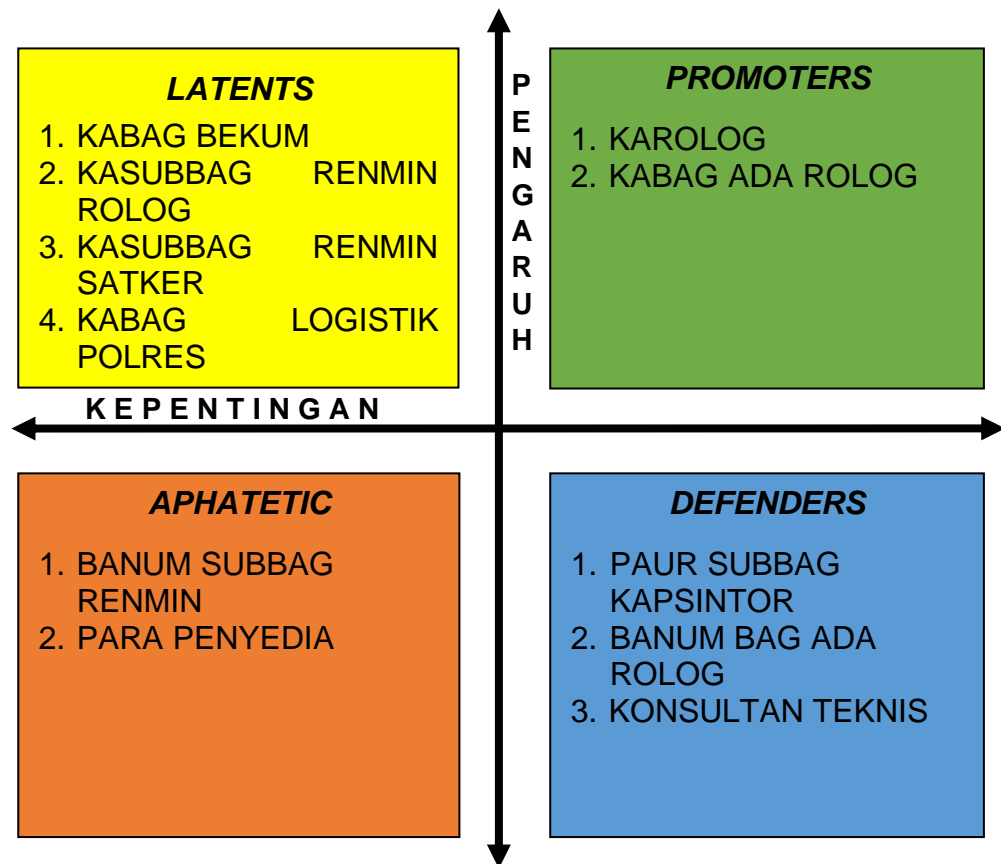 LATENTS
1. KABAG BEKUM
2. KASUBBAG RENMIN
ROLOG
3. KASUBBAG RENMIN
SATKER
4. KABAG LOGISTIK
POLRES
PENGARUH
PROMOTERS
1. KAROLOG
2. KABAG ADA ROLOG
KEPENTINGAN
APHATETIC
1. BANUM SUBBAG
RENMIN
2. PARA PENYEDIA
DEFENDERS
1. PAUR SUBBAG
KAPSINTOR
2. BANUM BAG ADA
ROLOG
3. KONSULTAN TEKNIS